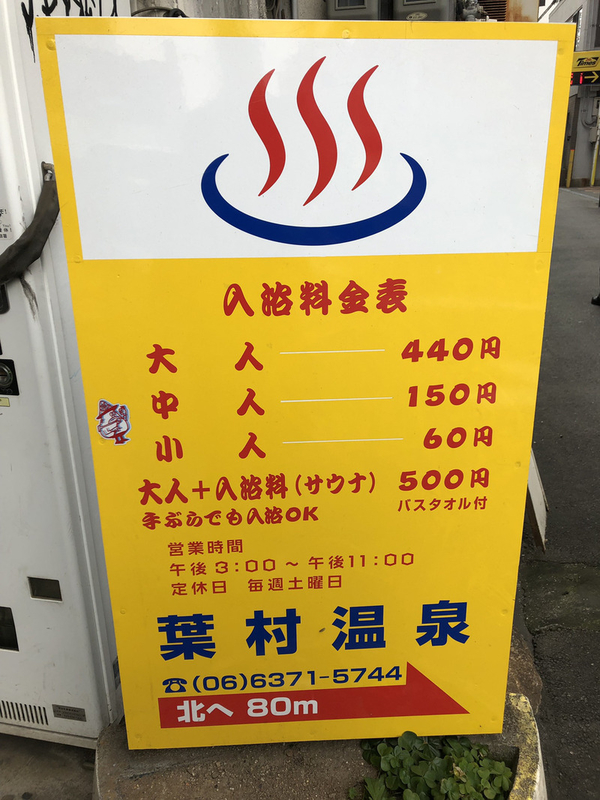 入浴料金表
大 人 440円
中 人 150円
小 人 60円
大人＋入浴料（サウナ） 500円
手ぶらでも入浴OK バスタオル付
営業時間
午後 3：00 ～ 午後11：00
定休日 毎週土曜日
葉村温泉
☎(06)6371-5744
北へ 80m
Times